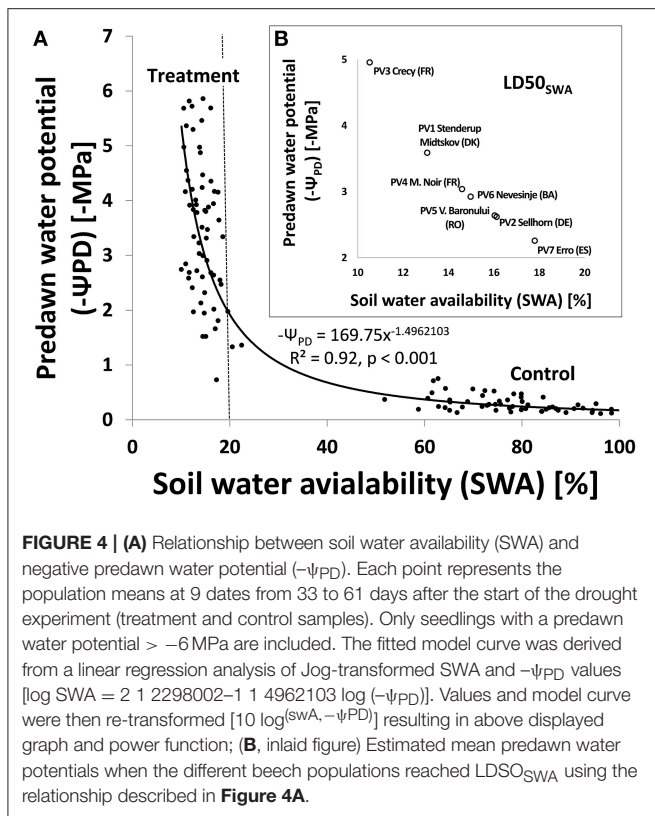 A
Treatment
Predawn water potential
(-ΨPD) [-MPa]
7
6
5
4
3
2
1
0
0
20
40
60
80
100
Soil water avialability (SWA) [%]
-ΨPD = 169.75x-1.4962103
R² = 0.92, p < 0.001
Control
B
LD50SWA
Predawn water potential
(-ΨPD) [-MPa]
5
4
3
2
10
12
14
16
18
20
Soil water availability (SWA) [%]
PV3 Crecy (FR)
PV1 Stenderup
Midtskov (DK)
PV4 M. Noir (FR)
PV6 Nevesinje (BA)
PV5 V. Baronului
(RO)
PV2 Sellhorn (DE)
PV7 Erro (ES)
FIGURE 4 | (A) Relationship between soil water availability (SWA) and
negative predawn water potential (–ψPD). Each point represents the
population means at 9 dates from 33 to 61 days after the start of the drought
experiment (treatment and control samples). Only seedlings with a predawn
water potential > −6 MPa are included. The fitted model curve was derived
from a linear regression analysis of Jog-transformed SWA and –ψPD values
[log SWA = 2 1 2298002–1 1 4962103 log (–ψPD)]. Values and model curve
were then re-transformed [10 log(swA,−ψPD)] resulting in above displayed
graph and power function; (B, inlaid figure) Estimated mean predawn water
potentials when the different beech populations reached LDSOSWA using the
relationship described in Figure 4A.